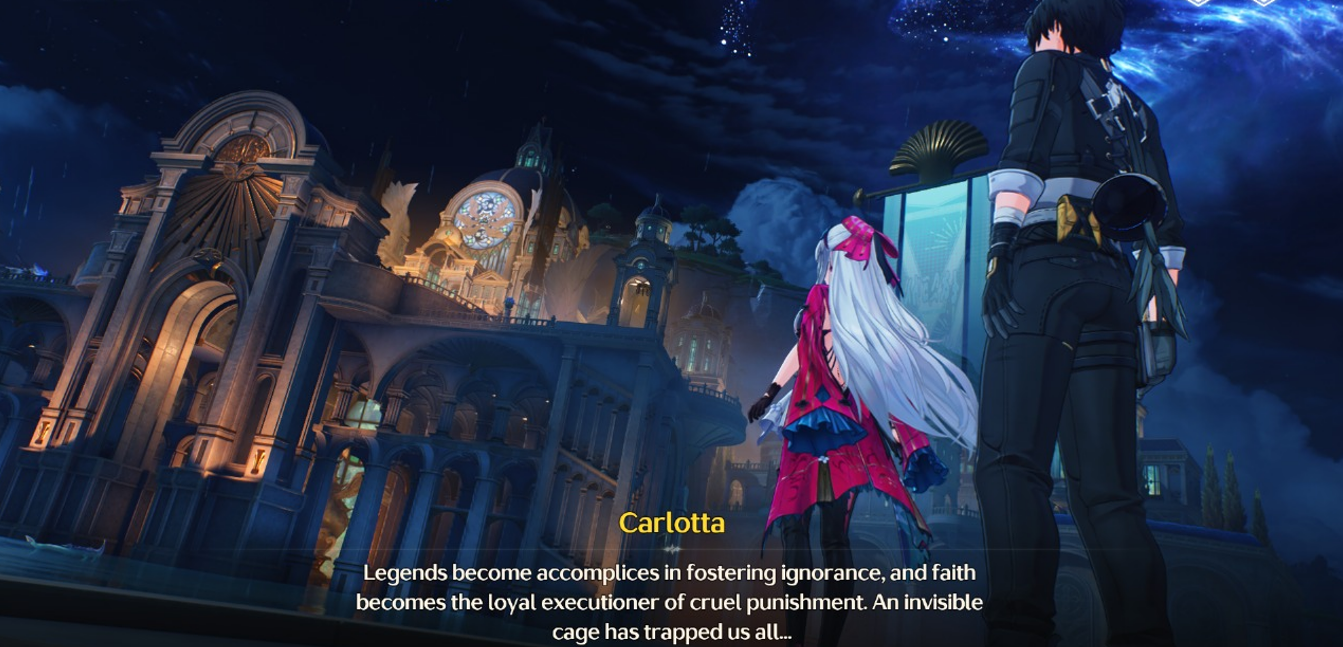 Carlotta
Legends become accomplices in fostering ignorance, and faith
becomes the loyal executioner of cruel punishment. An invisible
cage has trapped us all...